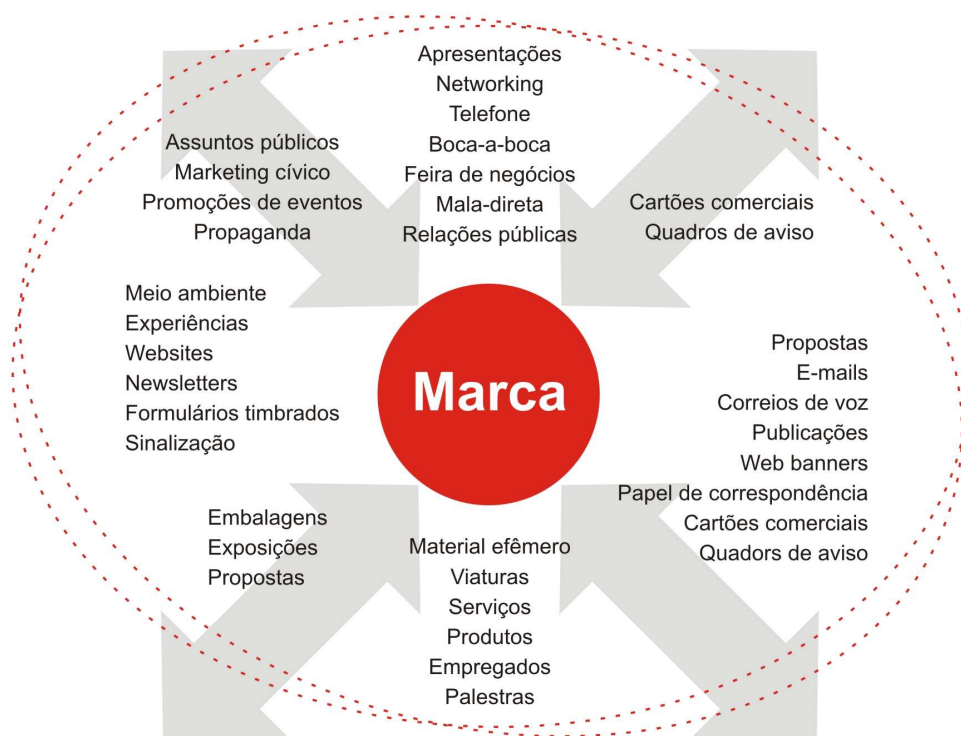 Apresentações
Networking
Telefone
Boca-a-boca
Feira de negócios
Mala-direta
Relações públicas
Assuntos públicos
Marketing cívico
Promoções de eventos
Propaganda
Cartões comerciais
Quadros de aviso
Meio ambiente
Experiências
Websites
Newsletters
Formulários timbrados
Sinalização
Marca
Propostas
E-mails
Correios de voz
Publicações
Web banners
Papel de correspondência
Cartões comerciais
Quadors de aviso
Embalagens
Exposições
Propostas
Material efêmero
Viaturas
Serviços
Produtos
Empregados
Palestras